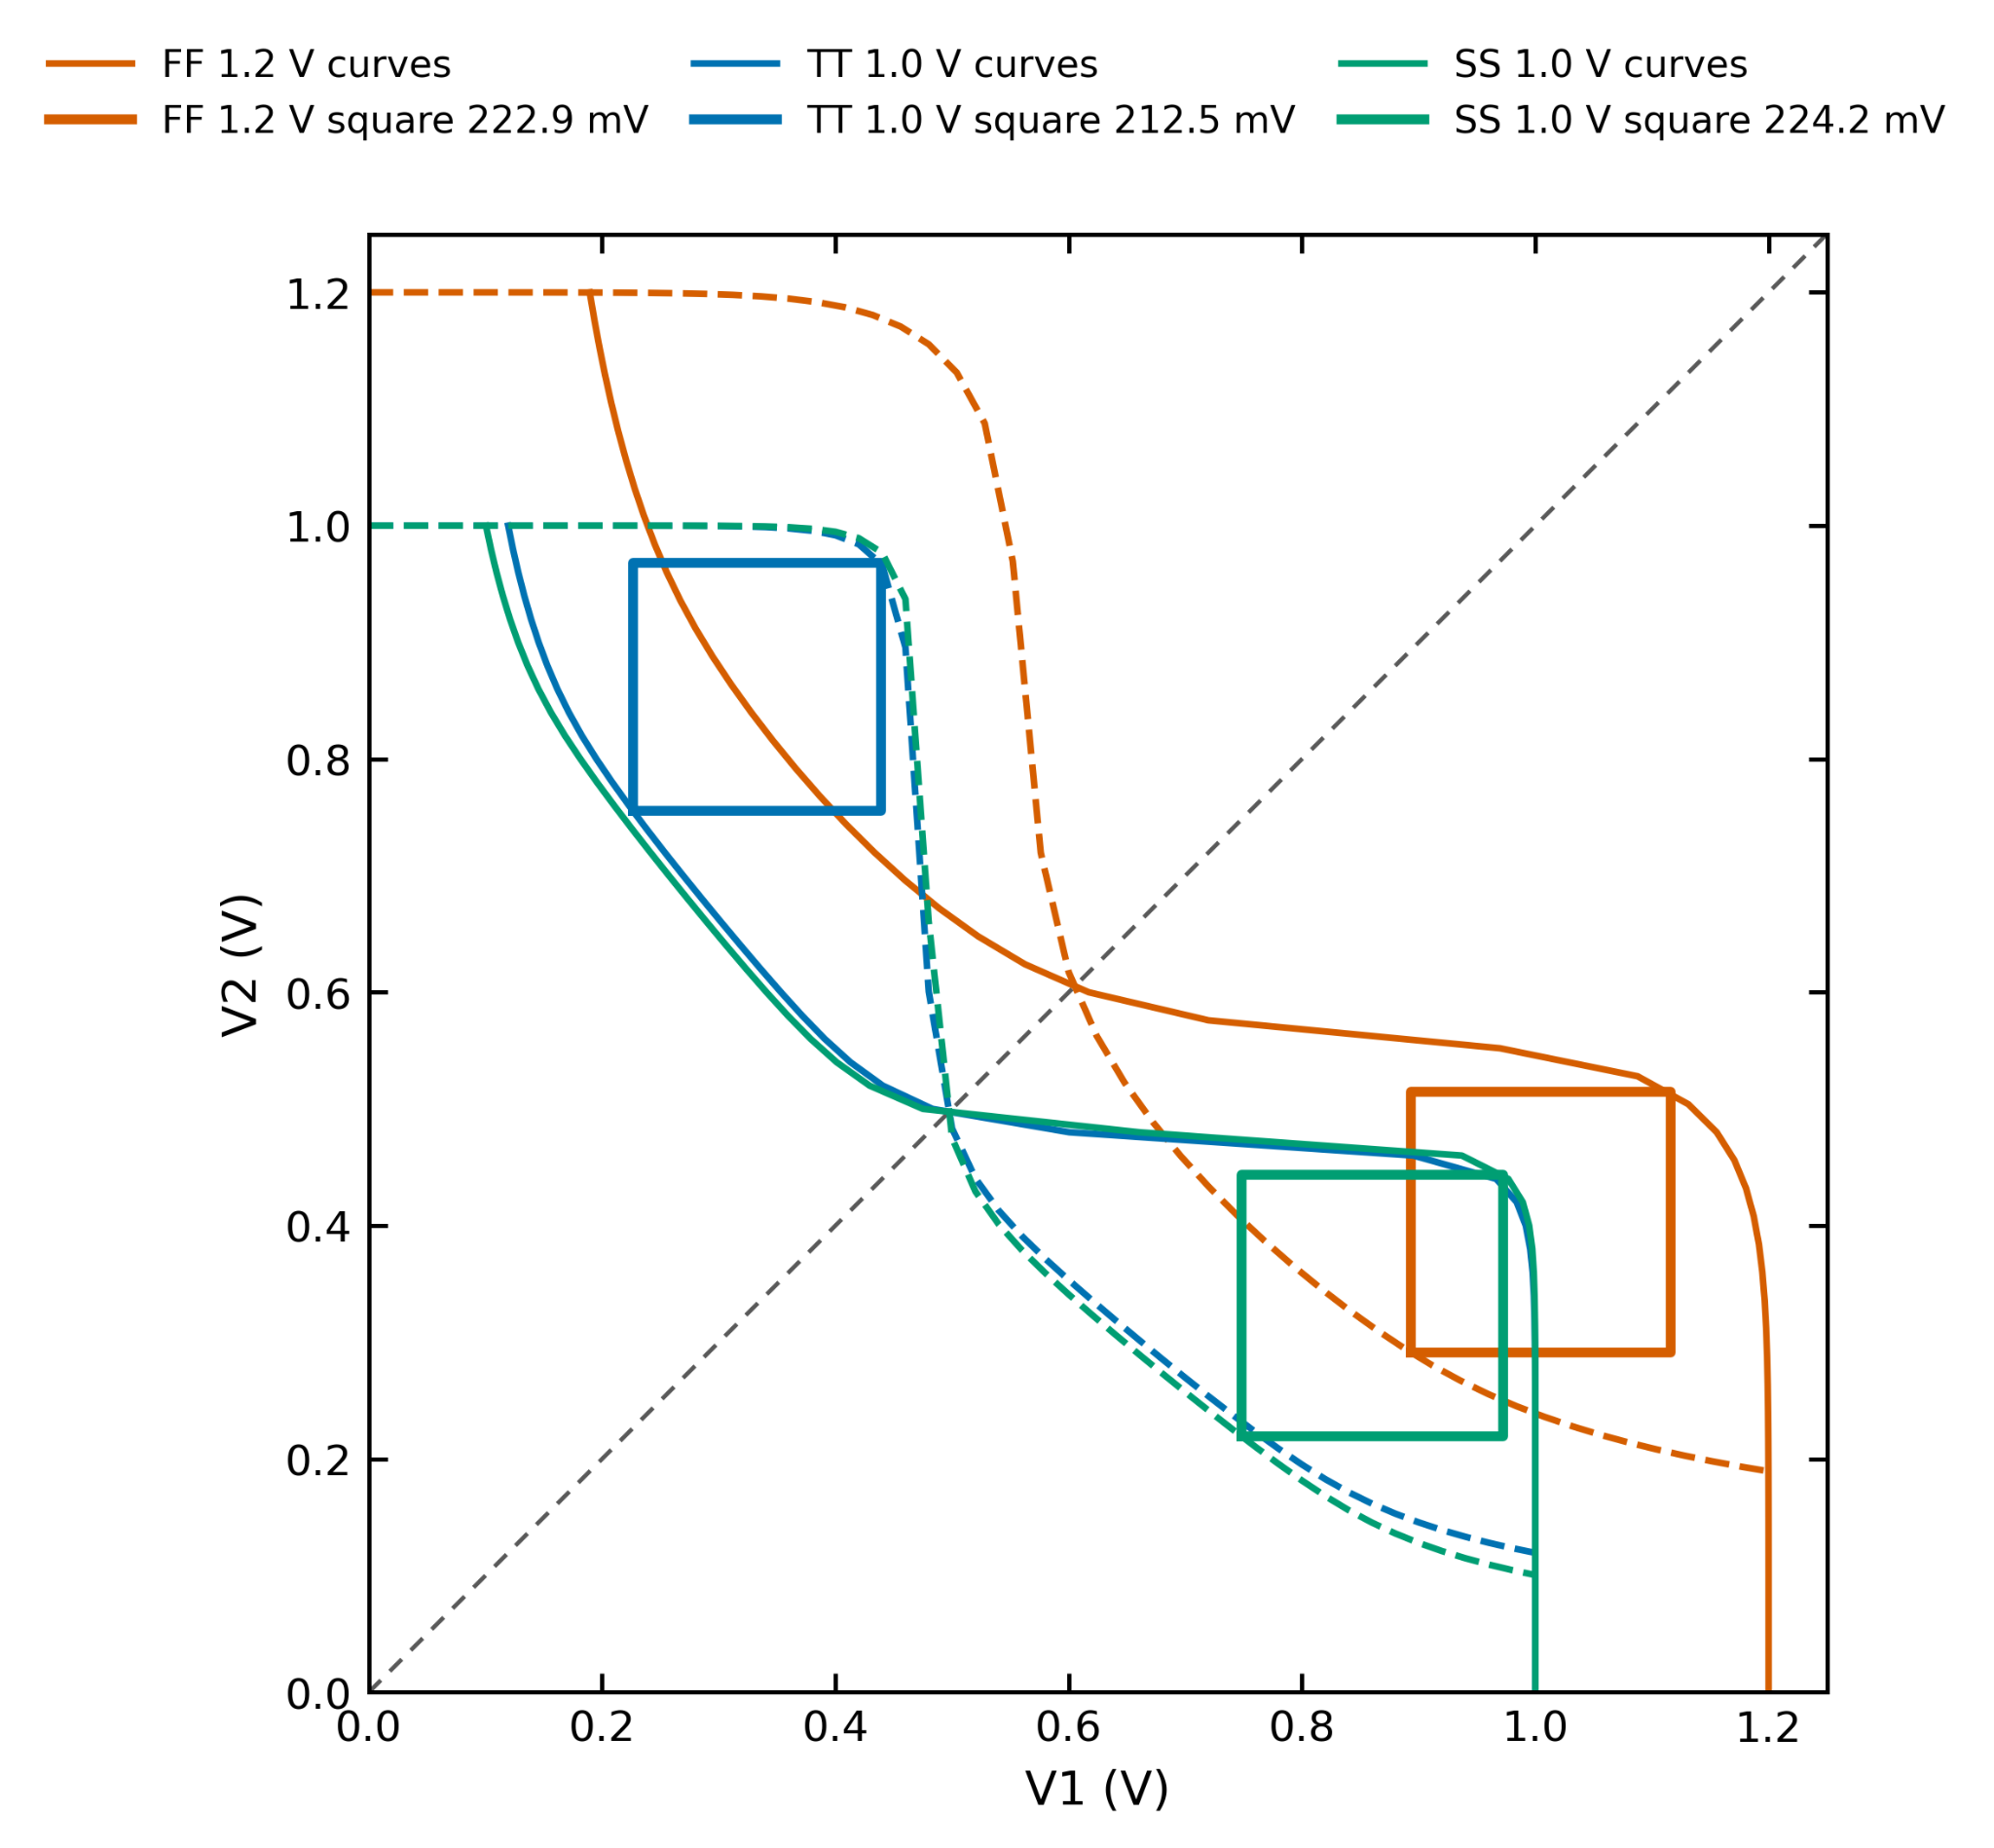 FF 1.2 V curves
TT 1.0 V curves
SS 1.0 V curves
FF 1.2 V square 222.9 mV
TT 1.0 V square 212.5 mV
SS 1.0 V square 224.2 mV
1.2
1.0
0.8
0.6
0.4
0.2
0.0
V2 (V)
0.0
0.2
0.4
0.6
0.8
1.0
1.2
V1 (V)